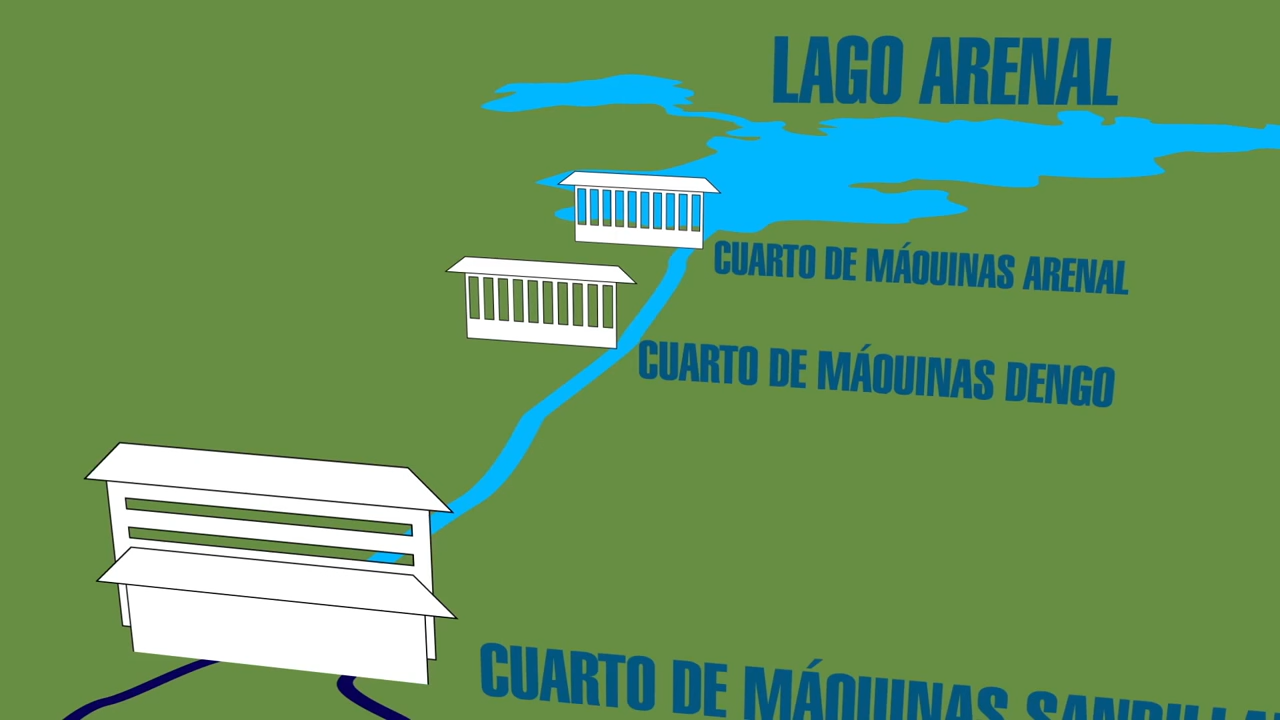 LAGO ARENAL
CUARTO DE MÁQUINAS ARENAL
CUARTO DE MÁQUINAS DENGO
CUARTO DE MÁQUINAS